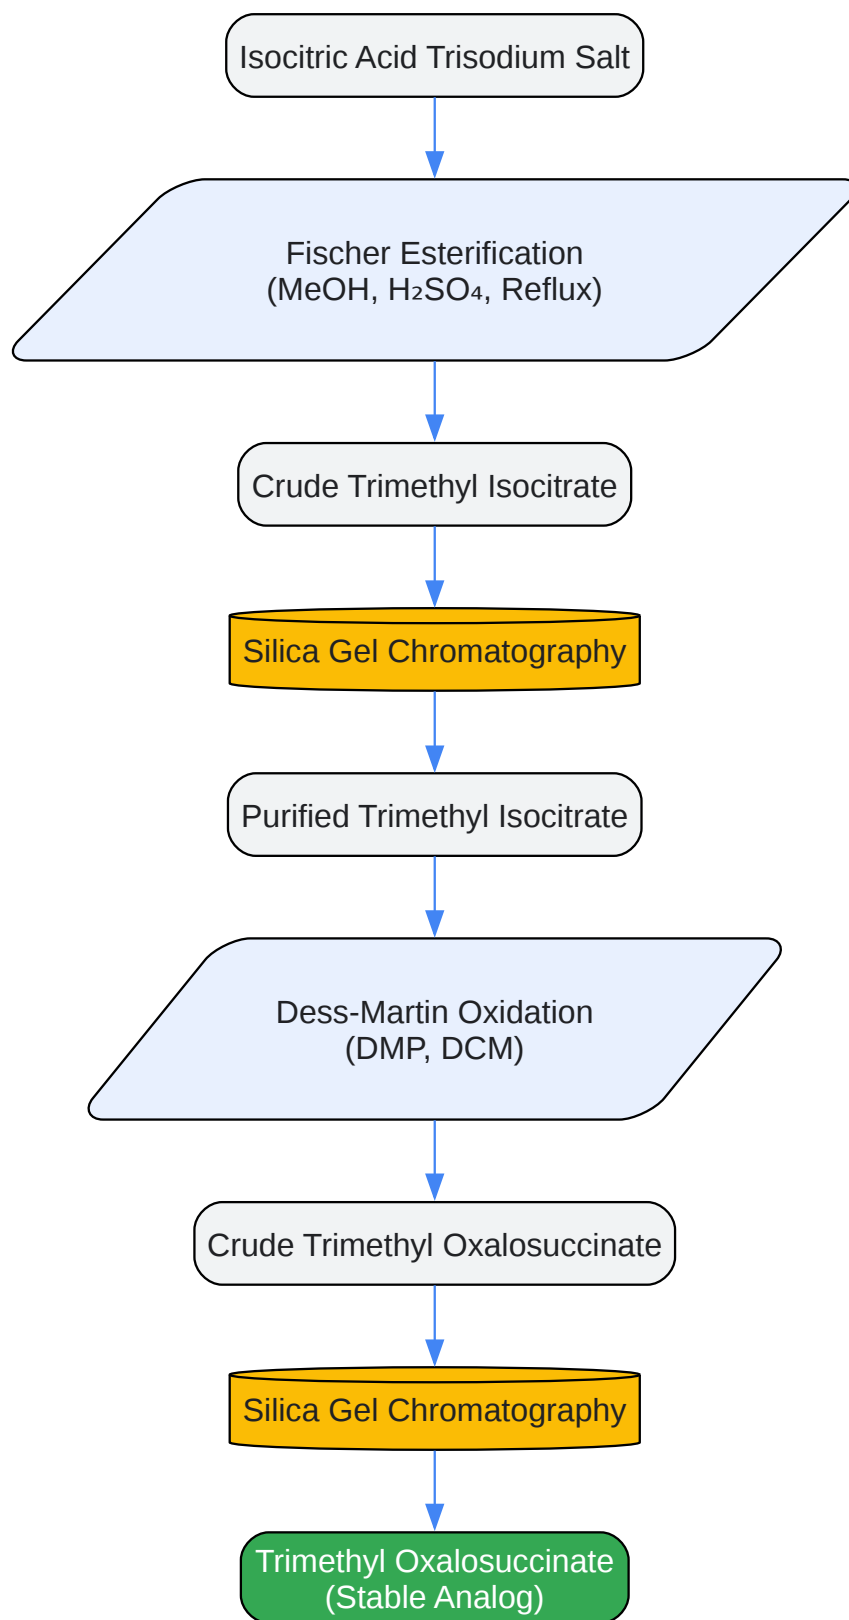 Isocitric Acid Trisodium Salt
Fischer Esterification
(MeOH, H₂SO₄, Reflux)
Crude Trimethyl Isocitrate
Silica Gel Chromatography
Purified Trimethyl Isocitrate
Dess-Martin Oxidation
(DMP, DCM)
Crude Trimethyl Oxalosuccinate
Silica Gel Chromatography
Trimethyl Oxalosuccinate
(Stable Analog)